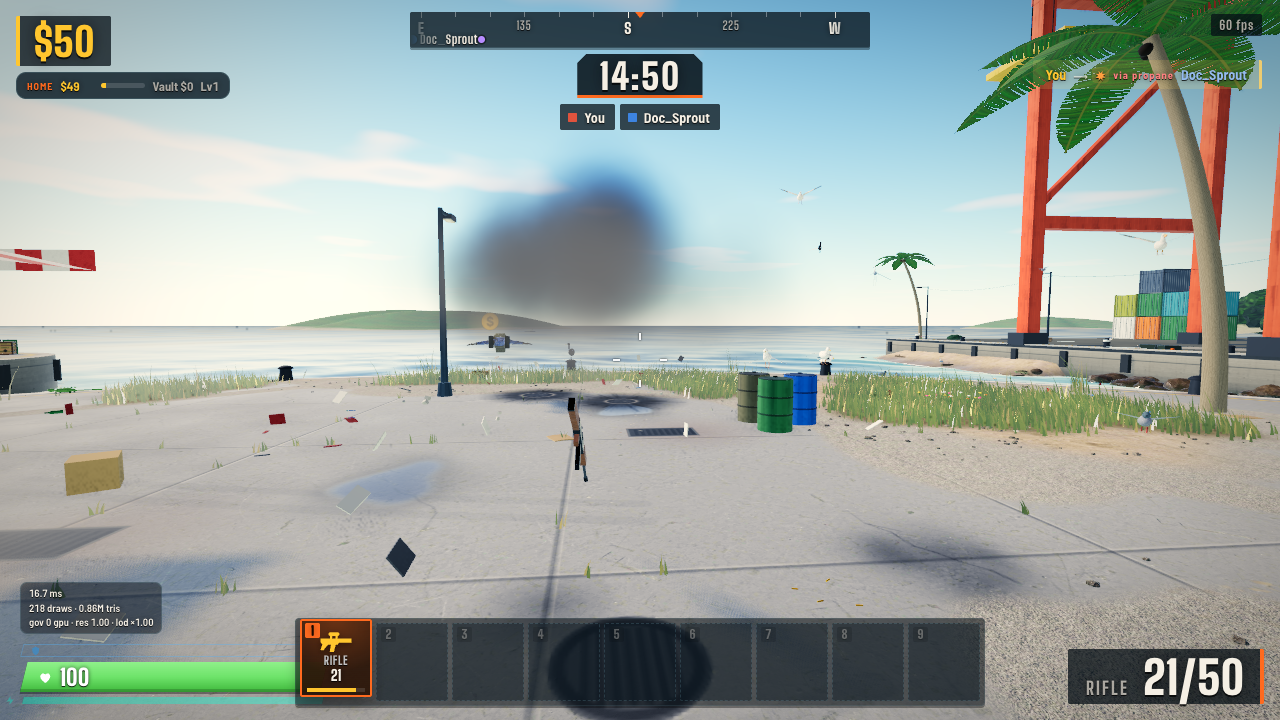 $50
HOME $49 Vault $0 Lv1
E 135 S 225 W
Doc_Sprout
14:50
You Doc_Sprout
60 fps
You via propane Doc_Sprout
16.7 ms
218 draws · 0.86M tris
gov 0 gpu · res 1.00 · lod ×1.00
100
1 2 3 4 5 6 7 8 9
RIFLE
21
RIFLE 21/50